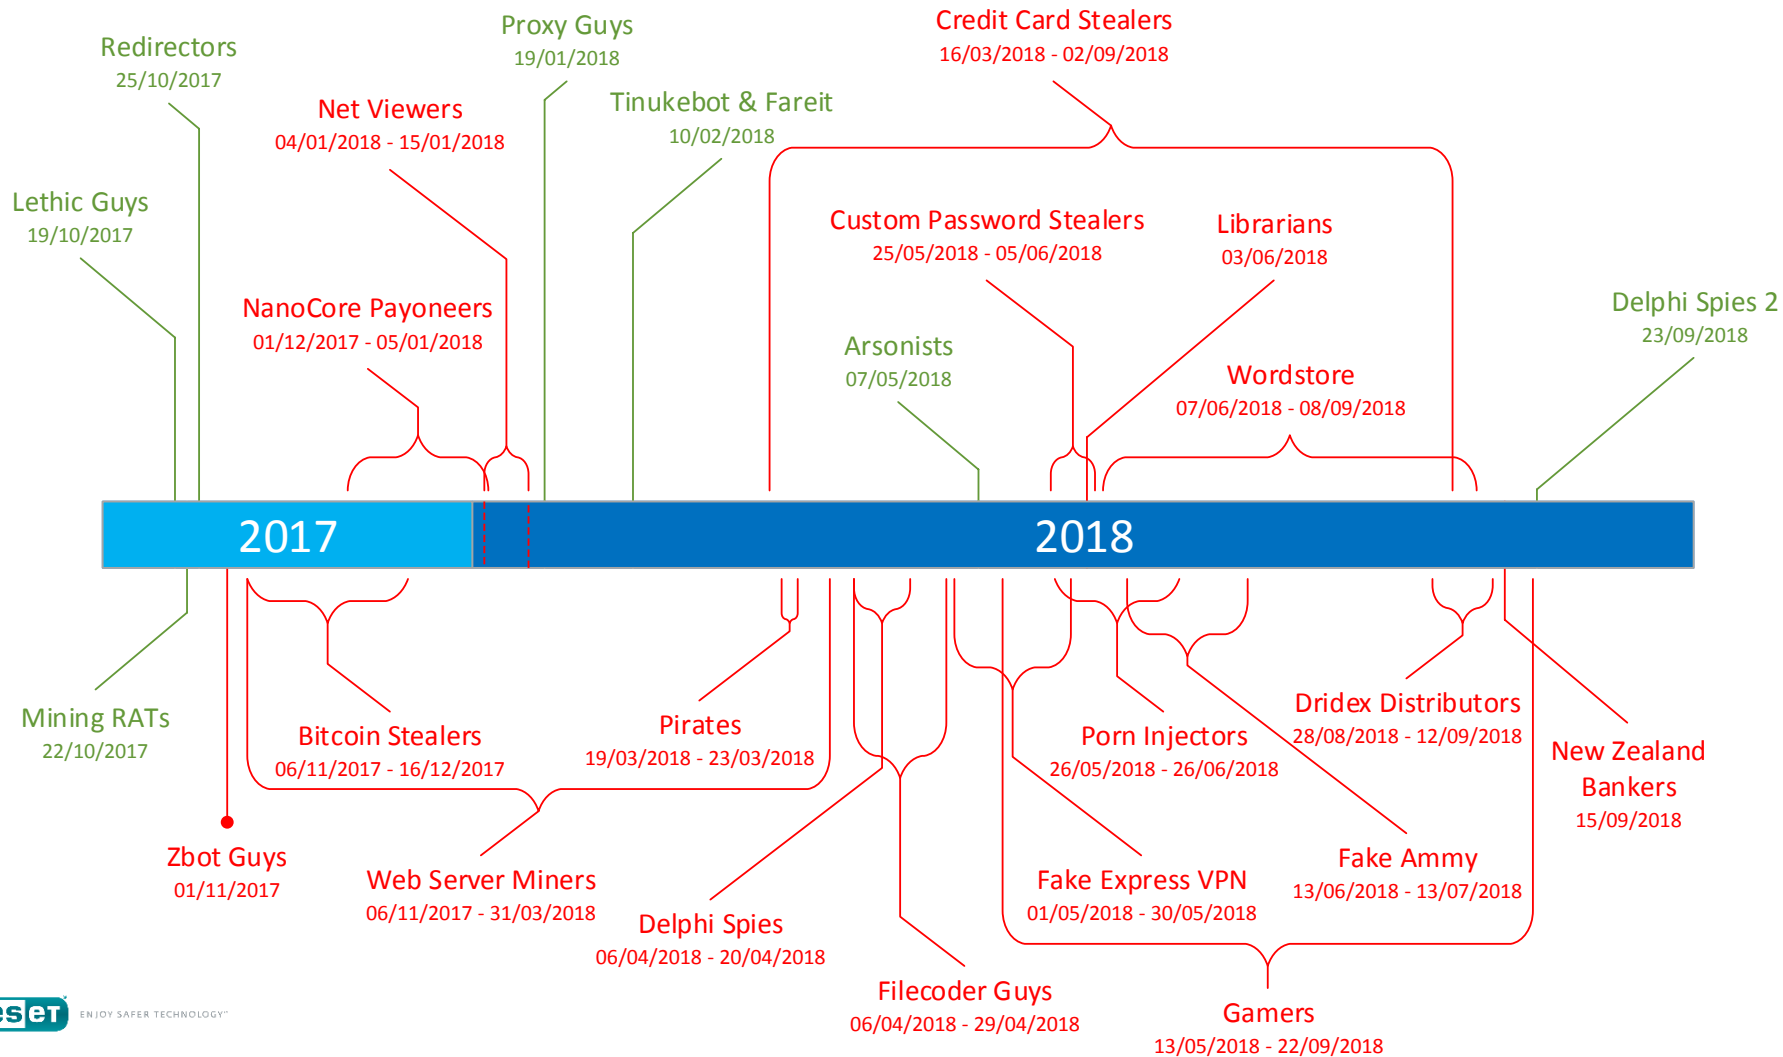 Redirectors
25/10/2017
Proxy Guys
19/01/2018
Credit Card Stealers
16/03/2018 - 02/09/2018
Net Viewers
04/01/2018 - 15/01/2018
Tinukebot & Fareit
10/02/2018
Lethic Guys
19/10/2017
Custom Password Stealers
25/05/2018 - 05/06/2018
Librarians
03/06/2018
NanoCore Payoneers
01/12/2017 - 05/01/2018
Arsonists
07/05/2018
Wordstore
07/06/2018 - 08/09/2018
Delphi Spies 2
23/09/2018
2017
2018
Mining RATs
22/10/2017
Bitcoin Stealers
06/11/2017 - 16/12/2017
Pirates
19/03/2018 - 23/03/2018
Porn Injectors
26/05/2018 - 26/06/2018
Dridex Distributors
28/08/2018 - 12/09/2018
New Zealand
Bankers
15/09/2018
Zbot Guys
01/11/2017
Web Server Miners
06/11/2017 - 31/03/2018
Delphi Spies
06/04/2018 - 20/04/2018
Fake Express VPN
01/05/2018 - 30/05/2018
Fake Ammy
13/06/2018 - 13/07/2018
Filecoder Guys
06/04/2018 - 29/04/2018
Gamers
13/05/2018 - 22/09/2018
eset ENJOY SAFER TECHNOLOGY™